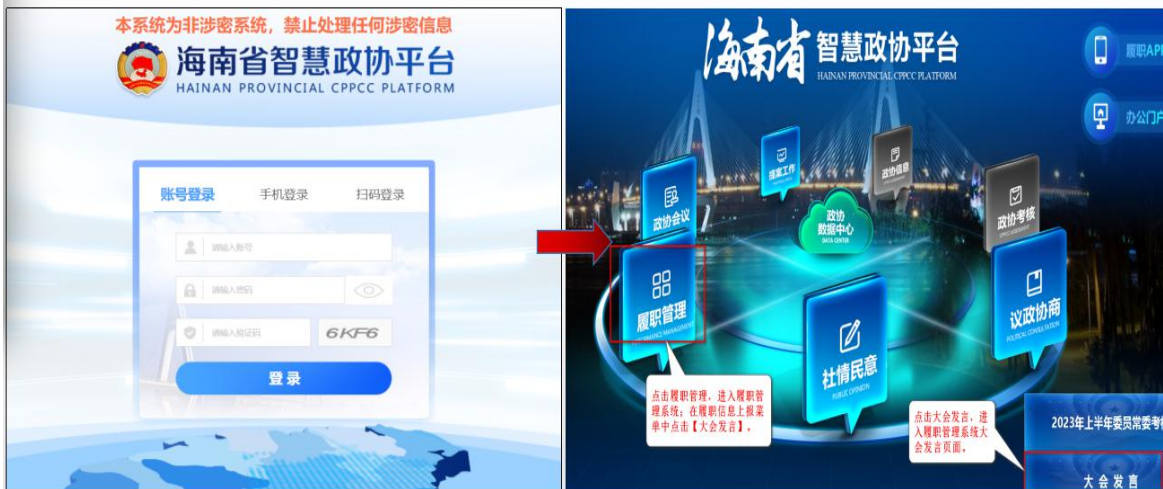 本系统为非涉密系统，禁止处理任何涉密信息
海南省智慧政协平台
HAINAN PROVINCIAL CPPCC PLATFORM
账号登录
手机登录
扫码登录
请输入账号
请输入密码
请输入验证码
6KF6
登录
海南省 智慧政协平台
HAINAN PROVINCIAL CPPCC PLATFORM
履职APP
办公门户
提案工作
政协信息
政协会议
政协
数据中心
DATA CENTER
政协考核
CPPCC ASSESSMENT
履职管理
PERFORMANCE MANAGEMENT
议政协商
POLITICAL CONSULTATION
社情民意
PUBLIC OPINION
点击履职管理，进入履职管
理系统；在履职信息上报菜
单中点击【大会发言】。
点击大会发言，进
入履职管理系统大
会发言页面。
2023年上半年委员常委考
大会发言